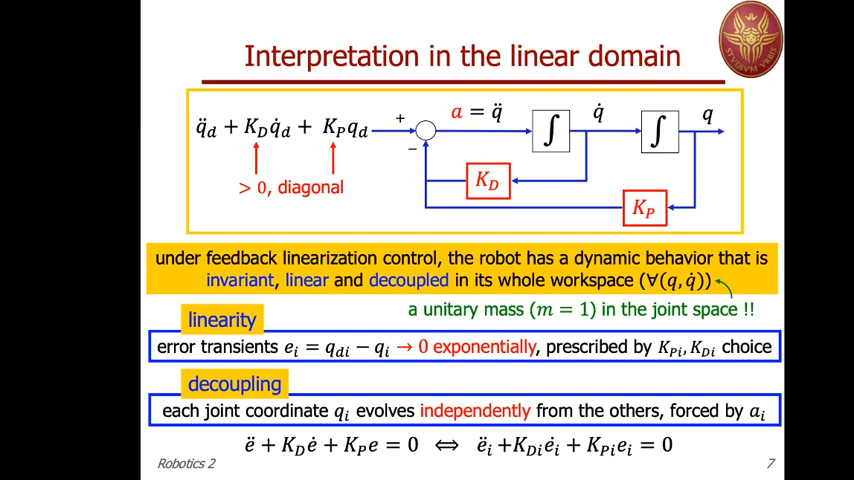 Interpretation in the linear domain
STVDIVM VRBIS
q̈_d + K_D q̇_d + K_P q_d
+
−
a = q̈
∫
q̇
∫
q
> 0, diagonal
K_D
K_P
under feedback linearization control, the robot has a dynamic behavior that is
invariant, linear and decoupled in its whole workspace (∀(q, q̇))
a unitary mass (m = 1) in the joint space !!
linearity
error transients e_i = q_di − q_i → 0 exponentially, prescribed by K_Pi, K_Di choice
decoupling
each joint coordinate q_i evolves independently from the others, forced by a_i
ë + K_D ė + K_P e = 0 ⇔ ë_i +K_Di ė_i + K_Pi e_i = 0
Robotics 2
7